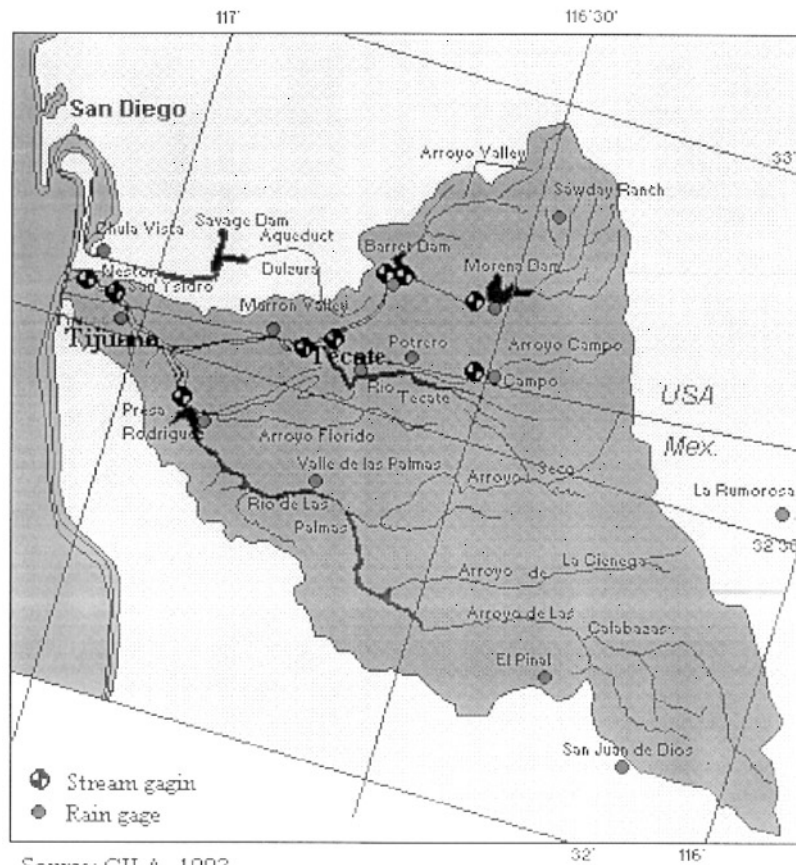 117°
116°30'
San Diego
33°
Arroyo Valley
Sawday Ranch
Chula Vista
Savage Dam
Aqueduct
Dulzura
Barret Dam
Morena Dam
Nestor
San Ysidro
Marron Valley
Tijuana
Tecate
Potrero
Arroyo Campo
Campo
Rio
Tecate
USA
Mex.
Presa
Rodriguez
Arroyo Florido
Valle de las Palmas
Arroyo Seco
La Rumorosa
Rio de Las
Palmas
32°30'
Arroyo de La Cienega
Arroyo de Las Calabazas
El Pinal
San Juan de Dios
Stream gagin
Rain gage
32°
116°